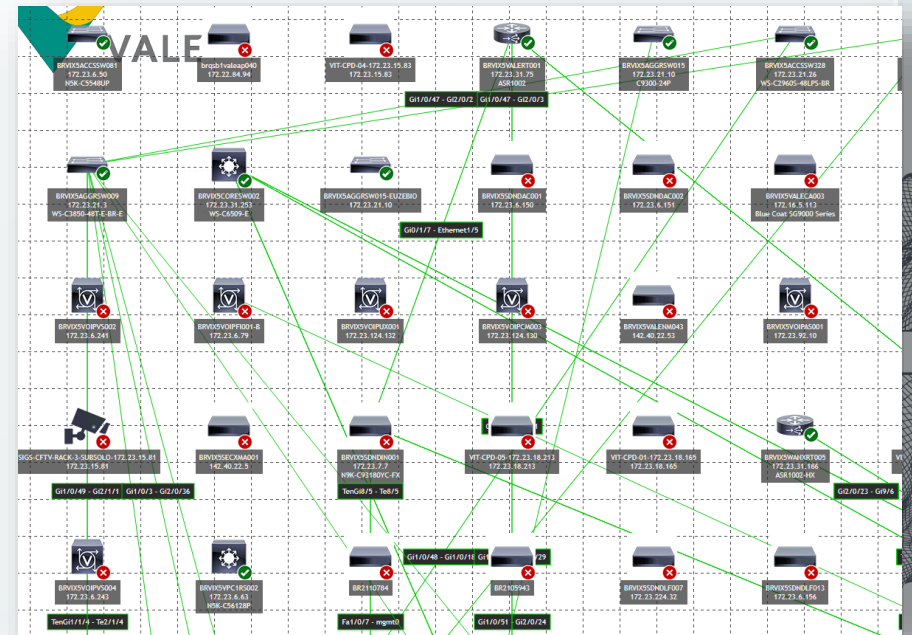 VALE
BRVIX5ACCSSW081
172.23.6.50
N5K-C5548UP
brqsb1valeap040
172.22.84.94
VIT-CPD-04-172.23.15.83
172.23.15.83
BRVIX5VALERT001
172.23.31.75
ASR1002
BRVIX5AGGRSW015
172.23.21.10
C9300-24P
BRVIX5ACCSSW328
172.23.21.26
WS-C2960S-48LPS-BR
Gi1/0/47 - Gi2/0/2
Gi1/0/47 - Gi2/0/3
BRVIX5AGGRSW009
172.23.21.3
WS-C3850-48T-E-BR-E
BRVIX5CORESW002
172.23.31.253
WS-C6509-E
BRVIX5AGGRSW015-EUZEBIO
172.23.21.10
BRVIX5DNDAC001
172.23.6.150
BRVIX5DNDAC002
172.23.6.151
BRVIX5VALECA003
172.16.5.113
Blue Coat SG9000 Series
Gi0/1/7 - Ethernet1/5
BRVIX5VOIPVS002
172.23.6.241
BRVIX5VOIPFI001-B
172.23.6.79
BRVIX5VOIPUX001
172.23.124.132
BRVIX5VOIPCM003
172.23.124.130
BRVIX5VALENM043
142.40.22.53
BRVIX5VOIPAS001
172.23.92.10
SIGS-CFTV-RACK-3-SUBSOLO-172.23.15.81
172.23.15.81
BRVIX5SECXMA001
142.40.22.5
BRVIX5SDNDIN001
172.23.7.7
N9K-C93180YC-FX
VIT-CPD-05-172.23.18.213
172.23.18.213
VIT-CPD-01-172.23.18.165
172.23.18.165
BRVIX5WANXRT005
172.23.31.186
ASR1002-HX
Gi1/0/49 - Gi2/1/1
Gi1/0/3 - Gi2/0/36
TenGi8/5 - Te8/5
Gi2/0/23 - Gi9/6
BRVIX5VOIPVS004
172.23.6.243
BRVIX5VPC1RS002
172.23.6.63
N5K-C56128P
BR2110784
Gi1/0/48 - Gi1/0/18
/29
BR2105943
BRVIX5SDNDLF007
172.23.224.32
BRVIX5DNDLF013
172.23.6.156
TenGi1/1/4 - Te2/1/4
Fa1/0/7 - mgmt0
Gi1/0/51
Gi2/0/24